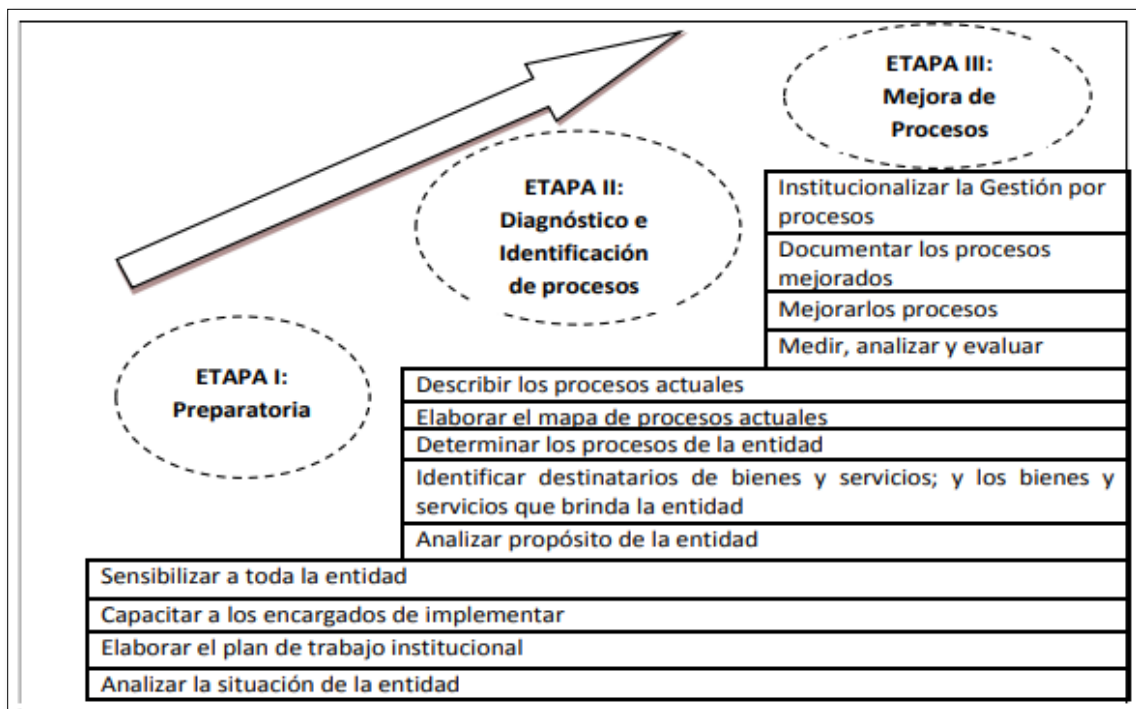 ETAPA III:
Mejora de
Procesos
ETAPA II:
Diagnóstico e
Identificación
de procesos
ETAPA I:
Preparatoria
Institucionalizar la Gestión por
procesos
Documentar los procesos
mejorados
Mejorarlos procesos
Medir, analizar y evaluar
Describir los procesos actuales
Elaborar el mapa de procesos actuales
Determinar los procesos de la entidad
Identificar destinatarios de bienes y servicios; y los bienes y
servicios que brinda la entidad
Analizar propósito de la entidad
Sensibilizar a toda la entidad
Capacitar a los encargados de implementar
Elaborar el plan de trabajo institucional
Analizar la situación de la entidad